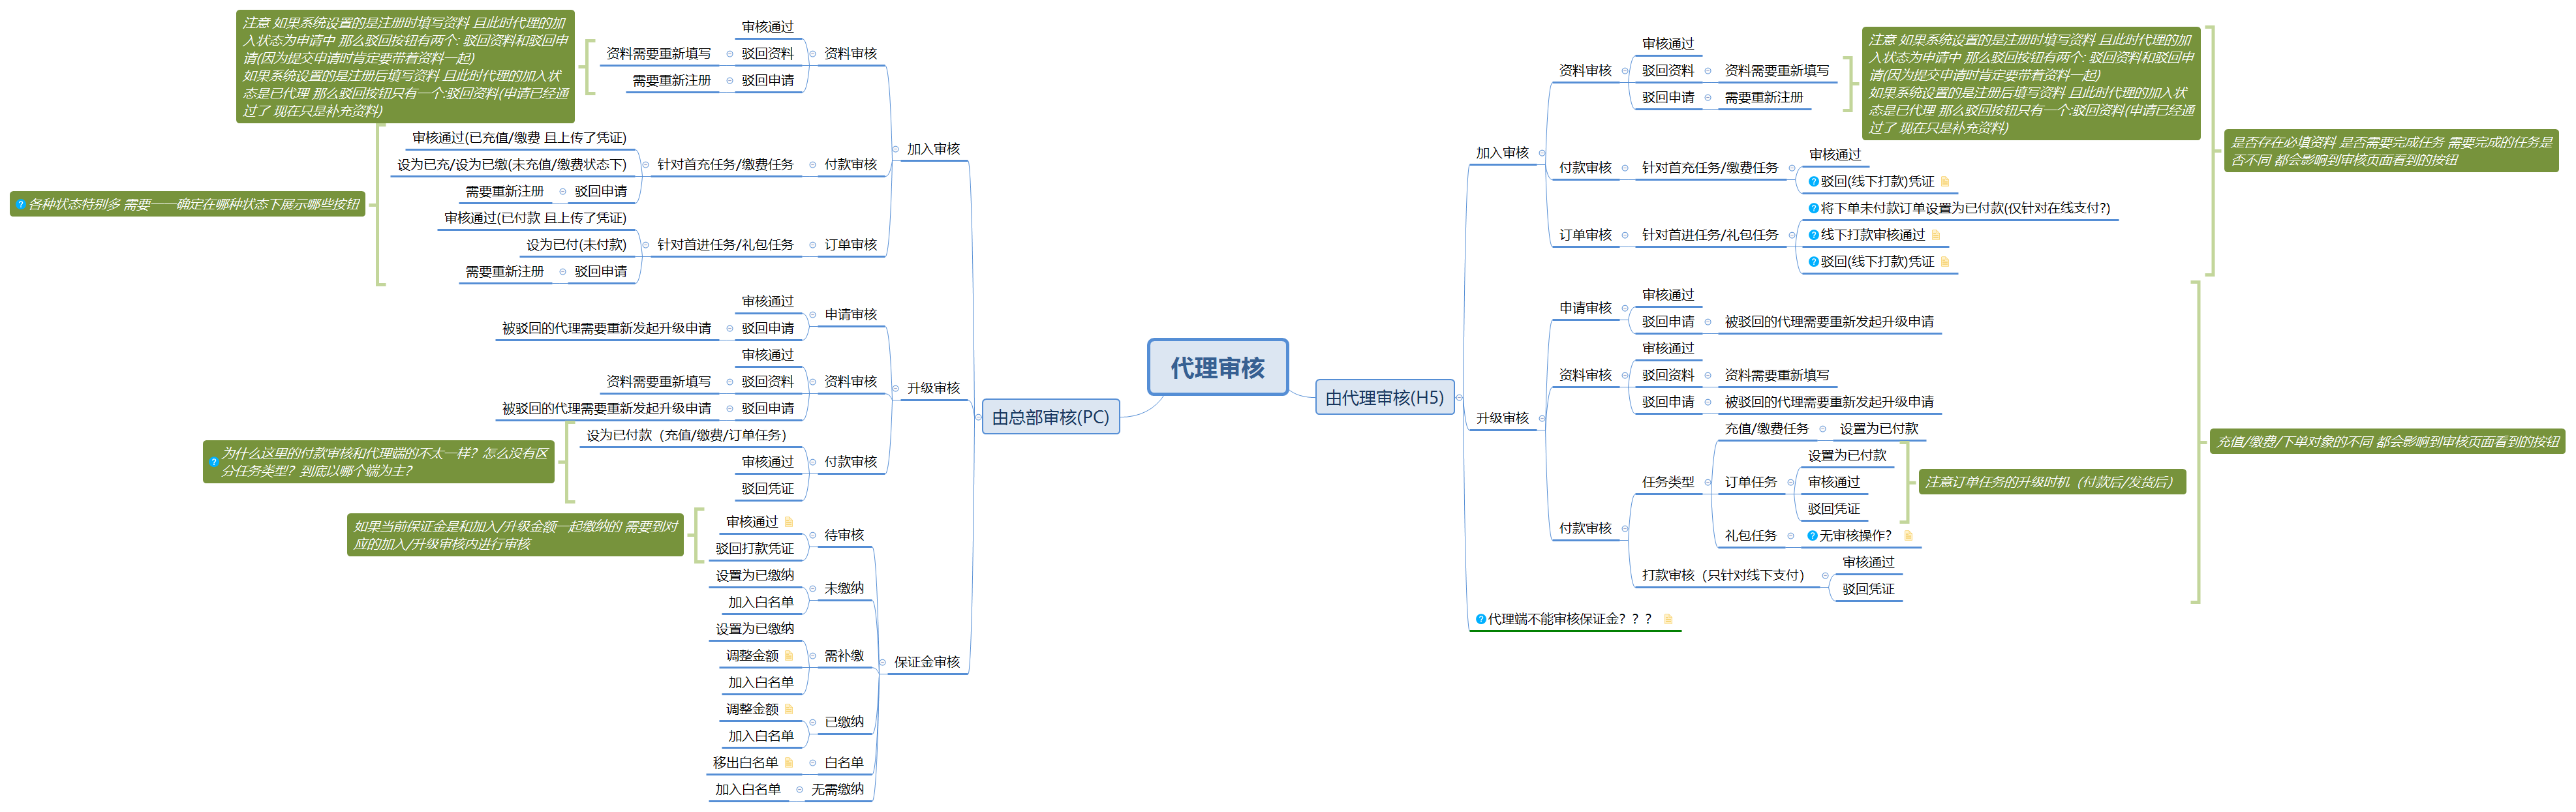 代理审核
由总部审核(PC)
加入审核
资料审核
审核通过
驳回资料
资料需要重新填写
驳回申请
需要重新注册
注意 如果系统设置的是注册时填写资料 且此时代理的加
入状态为申请中 那么驳回按钮有两个: 驳回资料和驳回申
请(因为提交申请时肯定要带着资料一起)
如果系统设置的是注册后填写资料 且此时代理的加入状
态是已代理 那么驳回按钮只有一个:驳回资料(申请已经通
过了 现在只是补充资料)
付款审核
针对首充任务/缴费任务
审核通过(已充值/缴费 且上传了凭证)
设为已充/设为已缴(未充值/缴费状态下)
驳回申请
需要重新注册
订单审核
针对首进任务/礼包任务
审核通过(已付款 且上传了凭证)
设为已付(未付款)
驳回申请
需要重新注册
各种状态特别多 需要一一确定在哪种状态下展示哪些按钮
升级审核
申请审核
审核通过
驳回申请
被驳回的代理需要重新发起升级申请
资料审核
审核通过
驳回资料
资料需要重新填写
驳回申请
被驳回的代理需要重新发起升级申请
付款审核
设为已付款（充值/缴费/订单任务）
审核通过
驳回凭证
为什么这里的付款审核和代理端的不太一样？怎么没有区
分任务类型？到底以哪个端为主？
保证金审核
待审核
审核通过
驳回打款凭证
如果当前保证金是和加入/升级金额一起缴纳的 需要到对
应的加入/升级审核内进行审核
未缴纳
设置为已缴纳
加入白名单
需补缴
设置为已缴纳
调整金额
加入白名单
已缴纳
调整金额
加入白名单
白名单
移出白名单
无需缴纳
加入白名单
由代理审核(H5)
加入审核
资料审核
审核通过
驳回资料
资料需要重新填写
驳回申请
需要重新注册
注意 如果系统设置的是注册时填写资料 且此时代理的加
入状态为申请中 那么驳回按钮有两个: 驳回资料和驳回申
请(因为提交申请时肯定要带着资料一起)
如果系统设置的是注册后填写资料 且此时代理的加入状
态是已代理 那么驳回按钮只有一个:驳回资料(申请已经通
过了 现在只是补充资料)
付款审核
针对首充任务/缴费任务
审核通过
驳回(线下打款)凭证
订单审核
针对首进任务/礼包任务
将下单未付款订单设置为已付款(仅针对在线支付?)
线下打款审核通过
驳回(线下打款)凭证
是否存在必填资料 是否需要完成任务 需要完成的任务是
否不同 都会影响到审核页面看到的按钮
升级审核
申请审核
审核通过
驳回申请
被驳回的代理需要重新发起升级申请
资料审核
审核通过
驳回资料
资料需要重新填写
驳回申请
被驳回的代理需要重新发起升级申请
付款审核
任务类型
充值/缴费任务
设置为已付款
订单任务
设置为已付款
审核通过
驳回凭证
注意订单任务的升级时机（付款后/发货后）
礼包任务
无审核操作？
打款审核（只针对线下支付）
审核通过
驳回凭证
充值/缴费/下单对象的不同 都会影响到审核页面看到的按钮
代理端不能审核保证金？？？